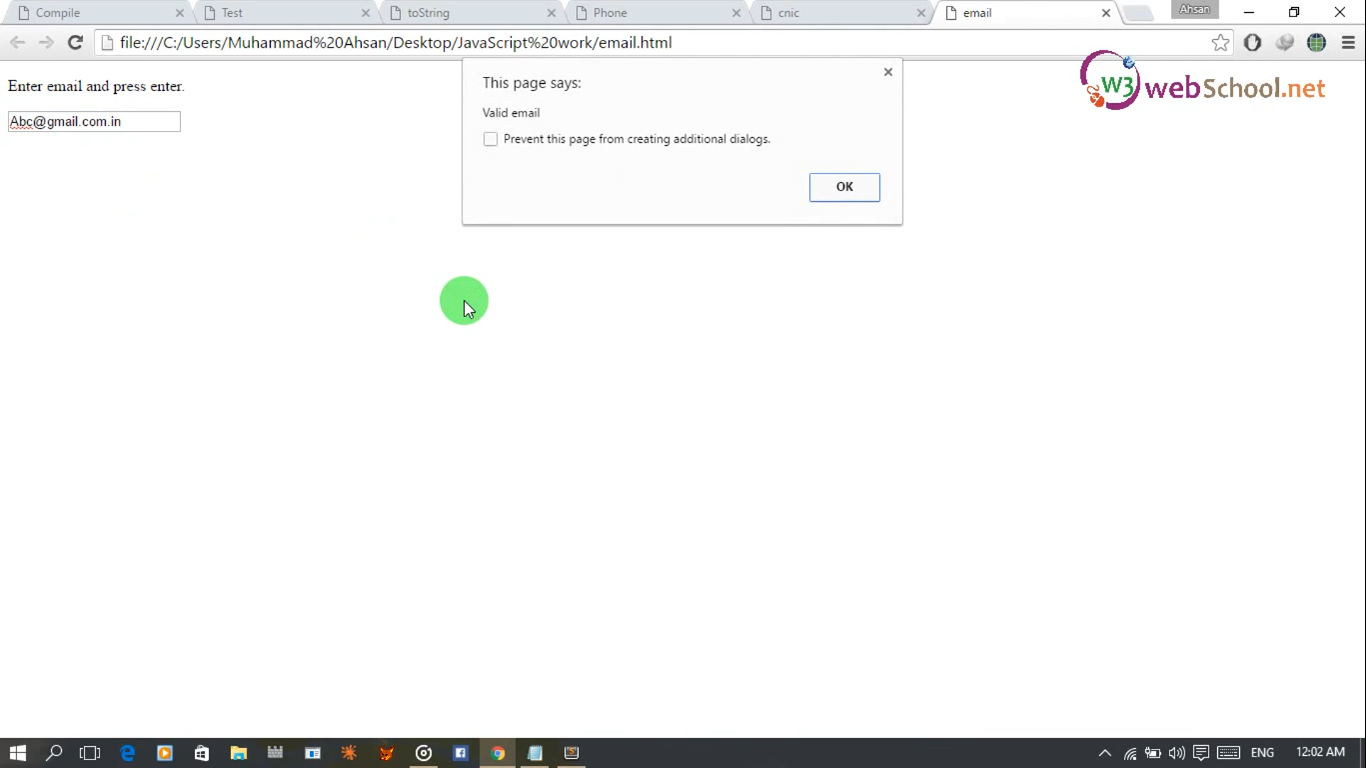 Compile
Test
toString
Phone
cnic
email
Ahsan
file:///C:/Users/Muhammad%20Ahsan/Desktop/JavaScript%20work/email.html
W3 webSchool.net
Enter email and press enter.
Abc@gmail.com.in
This page says:
Valid email
Prevent this page from creating additional dialogs.
OK
ENG
12:02 AM